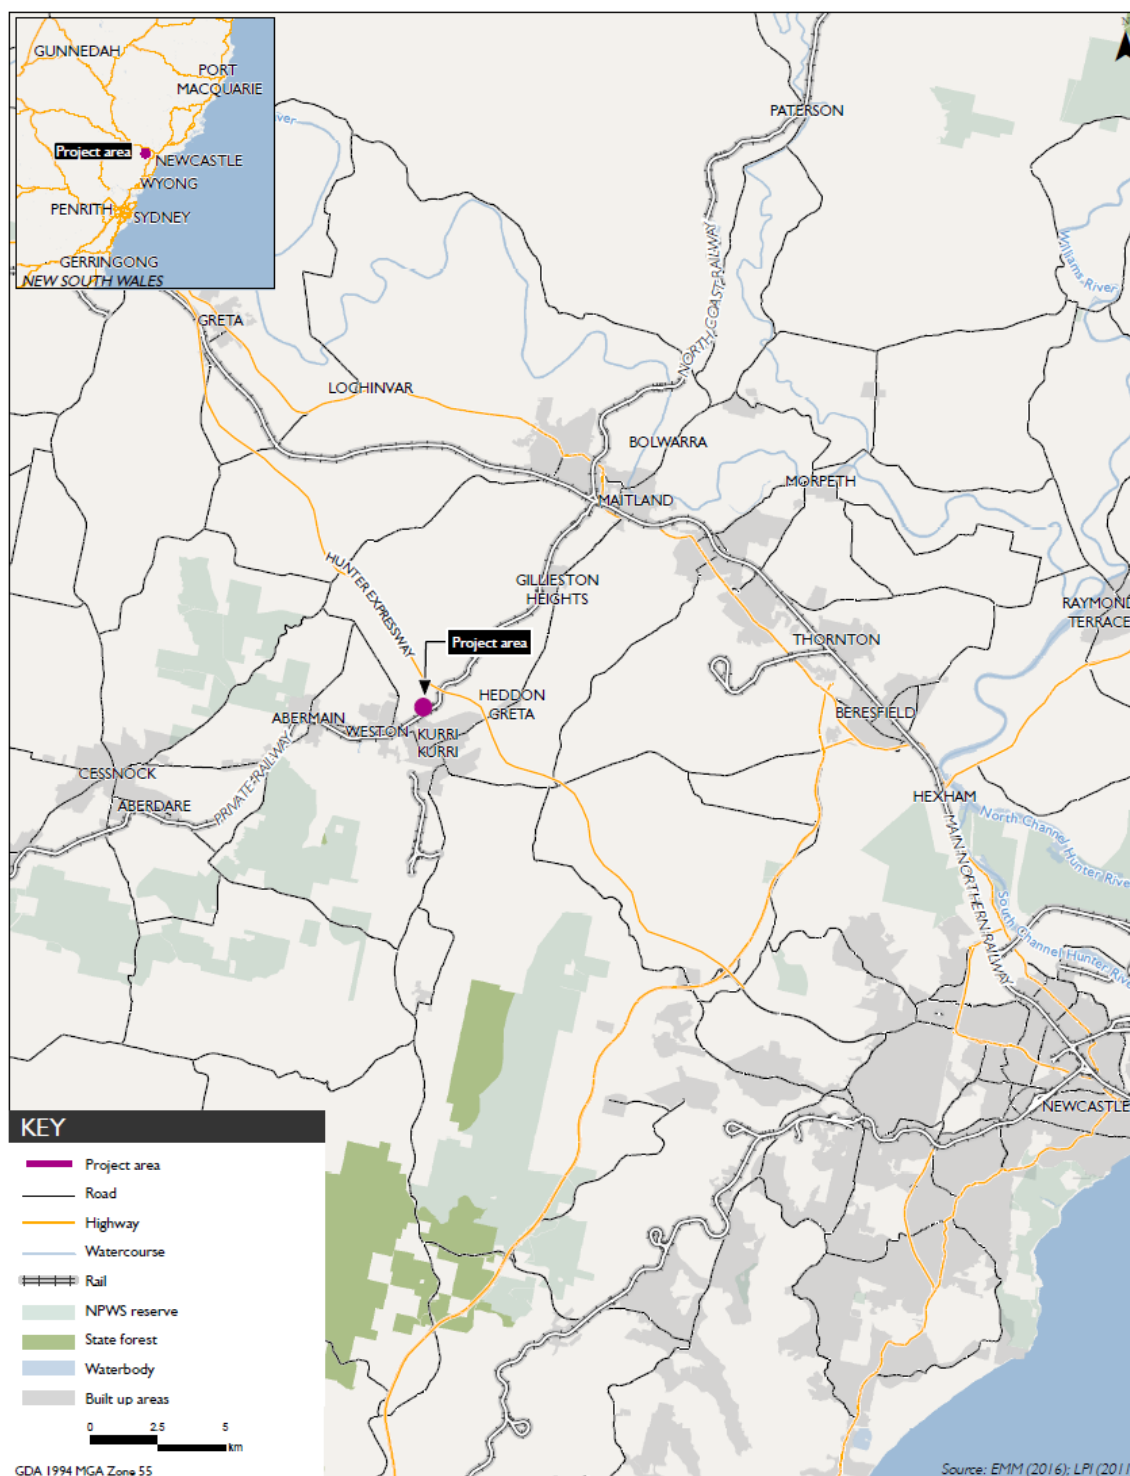 GUNNEDAH
PORT
MACQUARIE
Project area
NEWCASTLE
WYONG
PENRITH
SYDNEY
GERRINGONG
NEW SOUTH WALES
PATERSON
Williams River
NORTH COAST RAILWAY
GRETA
LOCHINVAR
BOLWARRA
MORPETH
MAITLAND
HUNTER EXPRESSWAY
GILLIESTON
HEIGHTS
RAYMOND
TERRACE
THORNTON
Project area
HEDDON
GRETA
ABERMAIN
WESTON
KURRI
KURRI
BERESFIELD
CESSNOCK
ABERDARE
PRIVATE RAILWAY
HEXHAM
North Channel Hunter River
MAIN NORTHERN RAILWAY
South Channel Hunter River
NEWCASTLE
KEY
Project area
Road
Highway
Watercourse
Rail
NPWS reserve
State forest
Waterbody
Built up areas
0 2.5 5
km
GDA 1994 MGA Zone 55
Source: EMM (2016); LPI (2011